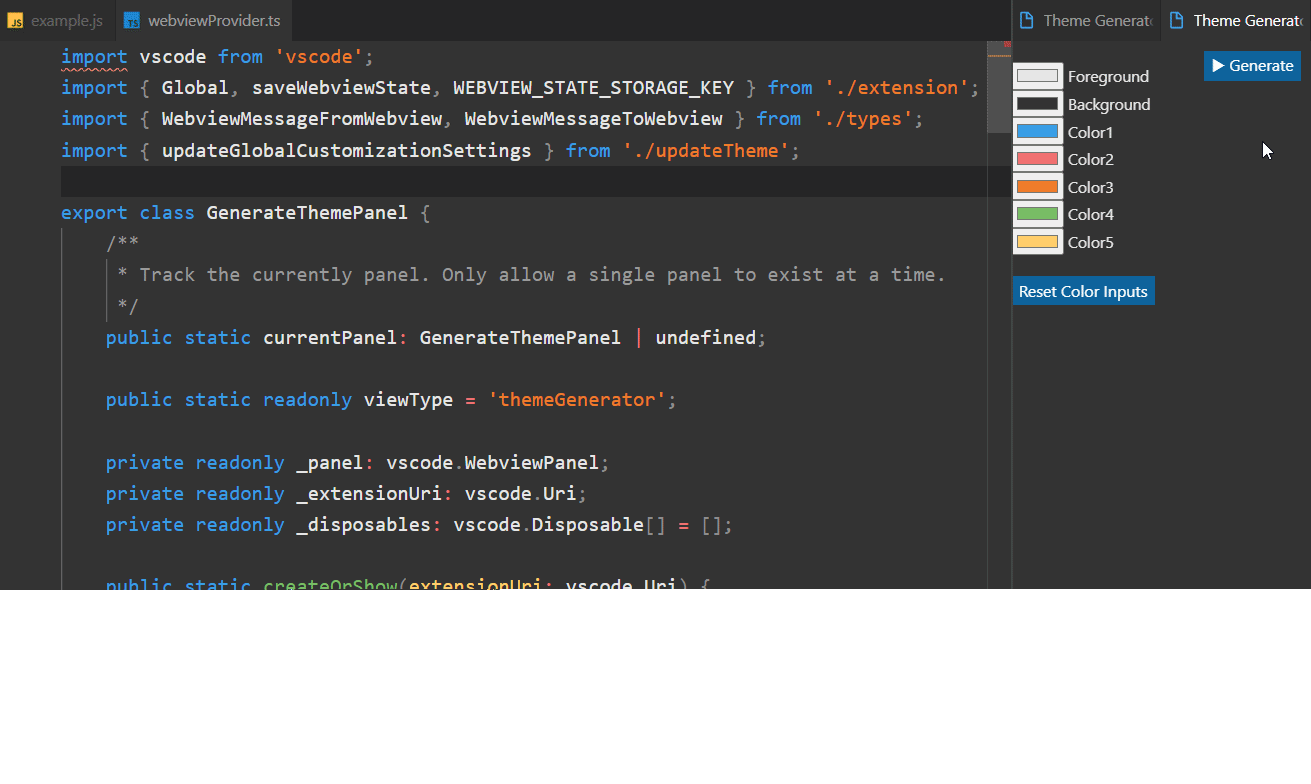 JS example.js TS webviewProvider.ts
import vscode from 'vscode';
import { Global, saveWebviewState, WEBVIEW_STATE_STORAGE_KEY } from './extension';
import { WebviewMessageFromWebview, WebviewMessageToWebview } from './types';
import { updateGlobalCustomizationSettings } from './updateTheme';
export class GenerateThemePanel {
/**
* Track the currently panel. Only allow a single panel to exist at a time.
*/
public static currentPanel: GenerateThemePanel | undefined;
public static readonly viewType = 'themeGenerator';
private readonly _panel: vscode.WebviewPanel;
private readonly _extensionUri: vscode.Uri;
private readonly _disposables: vscode.Disposable[] = [];
public static createOrShow(extensionUri: vscode.Uri) {
Theme Generato Theme Generato
Generate
Foreground
Background
Color1
Color2
Color3
Color4
Color5
Reset Color Inputs